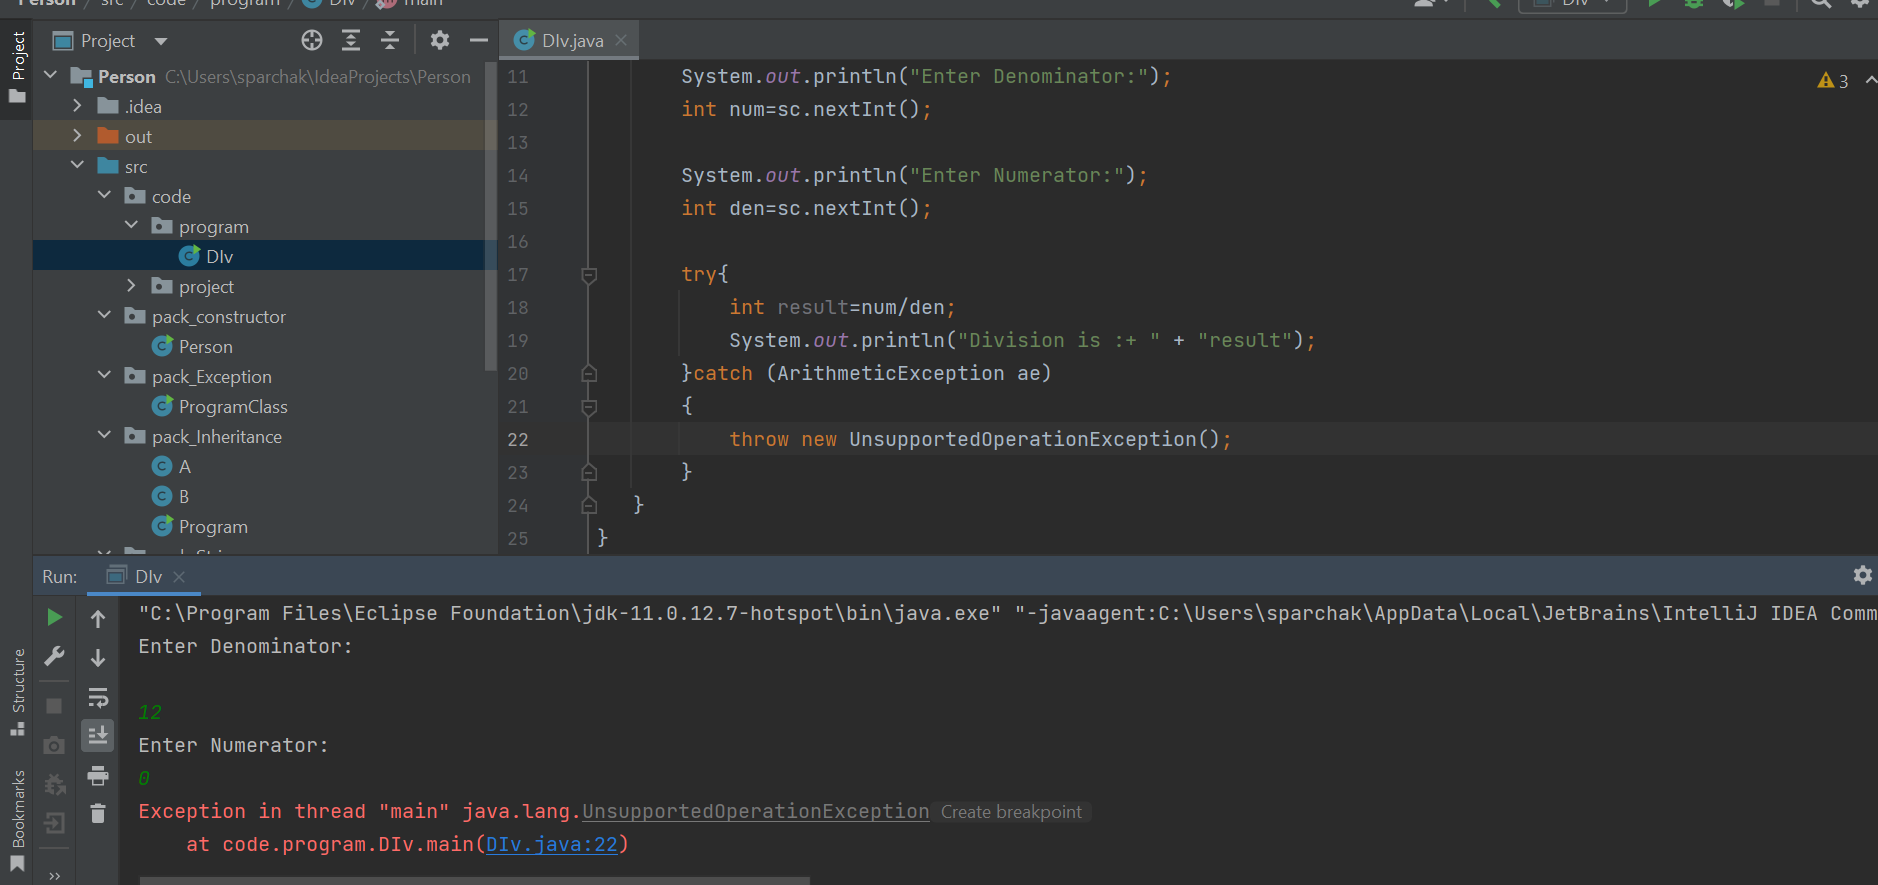 Person / src / code / program / DIv / main
DIv
Project
Project
DIv.java
Person C:\Users\sparchak\IdeaProjects\Person
.idea
out
src
code
program
DIv
project
pack_constructor
Person
pack_Exception
ProgramClass
pack_Inheritance
A
B
Program
11 System.out.println("Enter Denominator:");
12 int num=sc.nextInt();
13
14 System.out.println("Enter Numerator:");
15 int den=sc.nextInt();
16
17 try{
18 int result=num/den;
19 System.out.println("Division is :+ " + "result");
20 }catch (ArithmeticException ae)
21 {
22 throw new UnsupportedOperationException();
23 }
24 }
25 }
3
Run: DIv
"C:\Program Files\Eclipse Foundation\jdk-11.0.12.7-hotspot\bin\java.exe" "-javaagent:C:\Users\sparchak\AppData\Local\JetBrains\IntelliJ IDEA Comm
Enter Denominator:
12
Enter Numerator:
0
Exception in thread "main" java.lang.UnsupportedOperationException Create breakpoint
at code.program.DIv.main(DIv.java:22)
Structure
Bookmarks